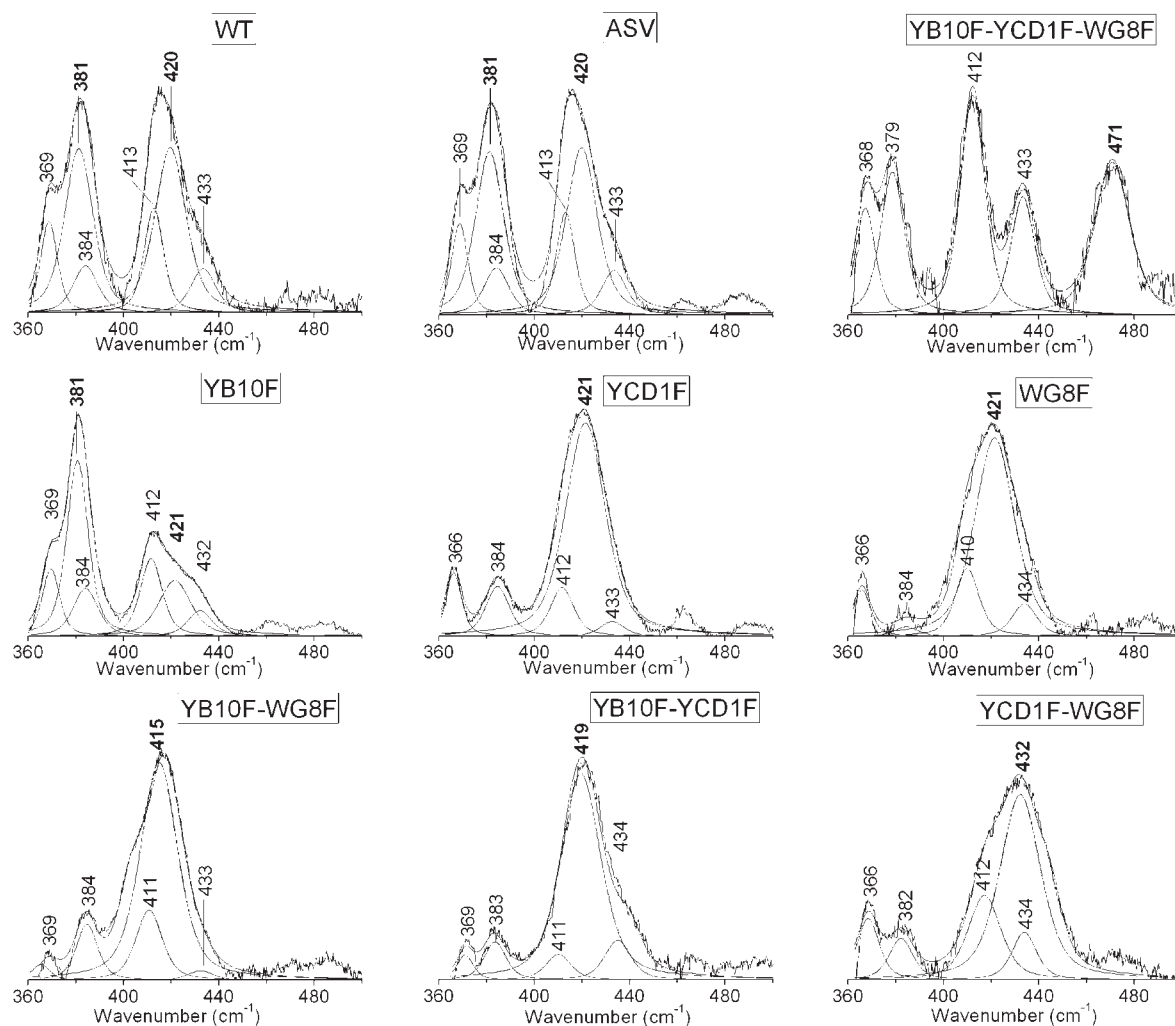 WT
381
420
369
384
413
433
360 400 440 480
Wavenumber (cm⁻¹)
ASV
381
420
369
384
413
433
360 400 440 480
Wavenumber (cm⁻¹)
YB10F-YCD1F-WG8F
412
368
379
433
471
360 400 440 480
Wavenumber (cm⁻¹)
YB10F
381
369
384
412
421
432
360 400 440 480
Wavenumber (cm⁻¹)
YCD1F
421
366
384
412
433
360 400 440 480
Wavenumber (cm⁻¹)
WG8F
421
366
384
410
434
360 400 440 480
Wavenumber (cm⁻¹)
YB10F-WG8F
415
369
384
411
433
360 400 440 480
Wavenumber (cm⁻¹)
YB10F-YCD1F
419
369
383
411
434
360 400 440 480
Wavenumber (cm⁻¹)
YCD1F-WG8F
432
366
382
412
434
360 400 440 480
Wavenumber (cm⁻¹)